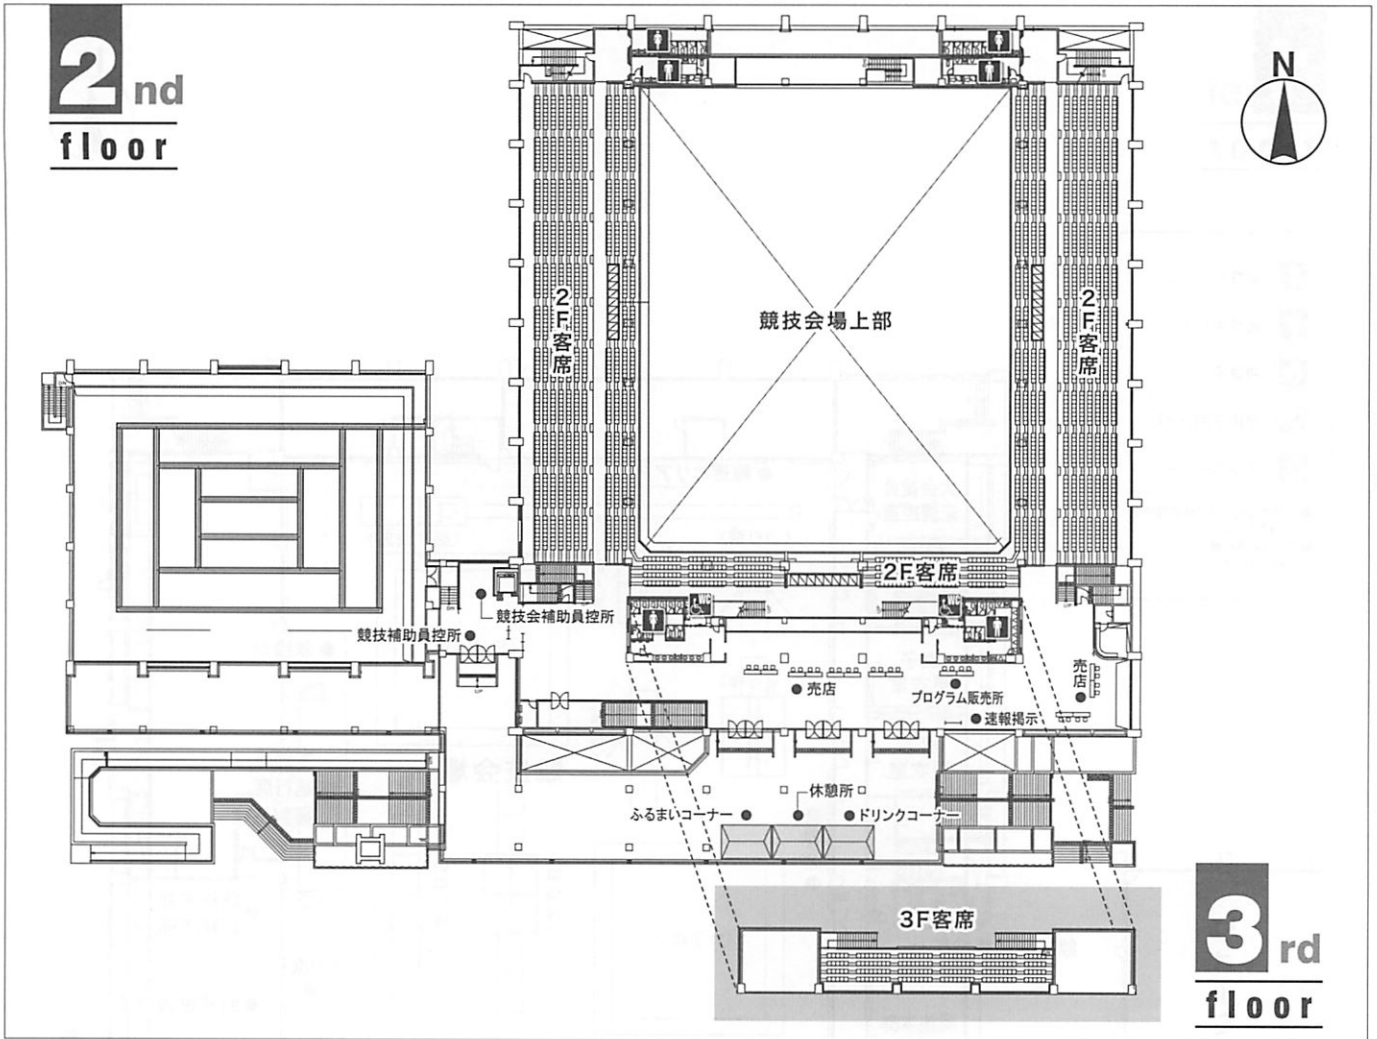 2nd
floor
N
2F客席
競技会場上部
2F客席
2F客席
競技会補助員控所
競技補助員控所
売店
プログラム販売所
売店
速報掲示
休憩所
ふるまいコーナー
ドリンクコーナー
3F客席
3rd
floor